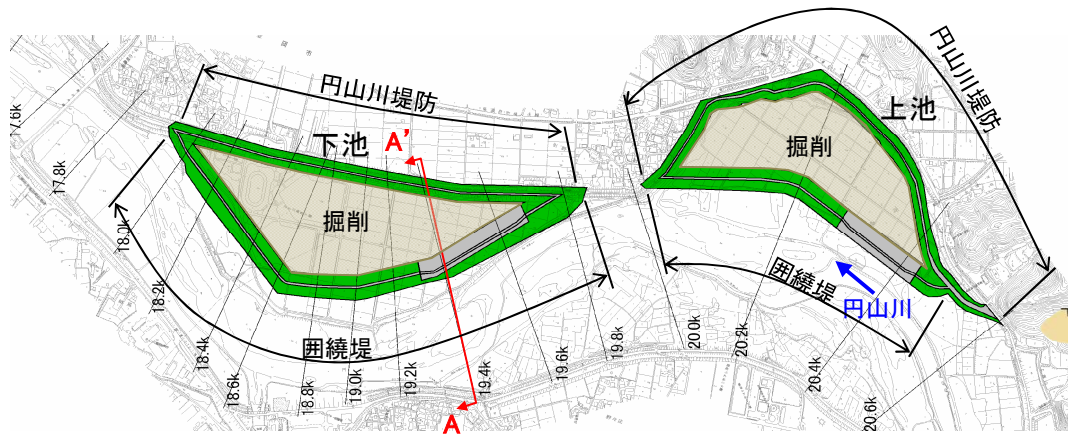 円山川堤防
下池
A'
掘削
囲繞堤
A
円山川堤防
上池
掘削
囲繞堤
円山川
17.6k
17.8k
18.0k
18.2k
18.4k
18.6k
18.8k
19.0k
19.2k
19.4k
19.6k
19.8k
20.0k
20.2k
20.4k
20.6k